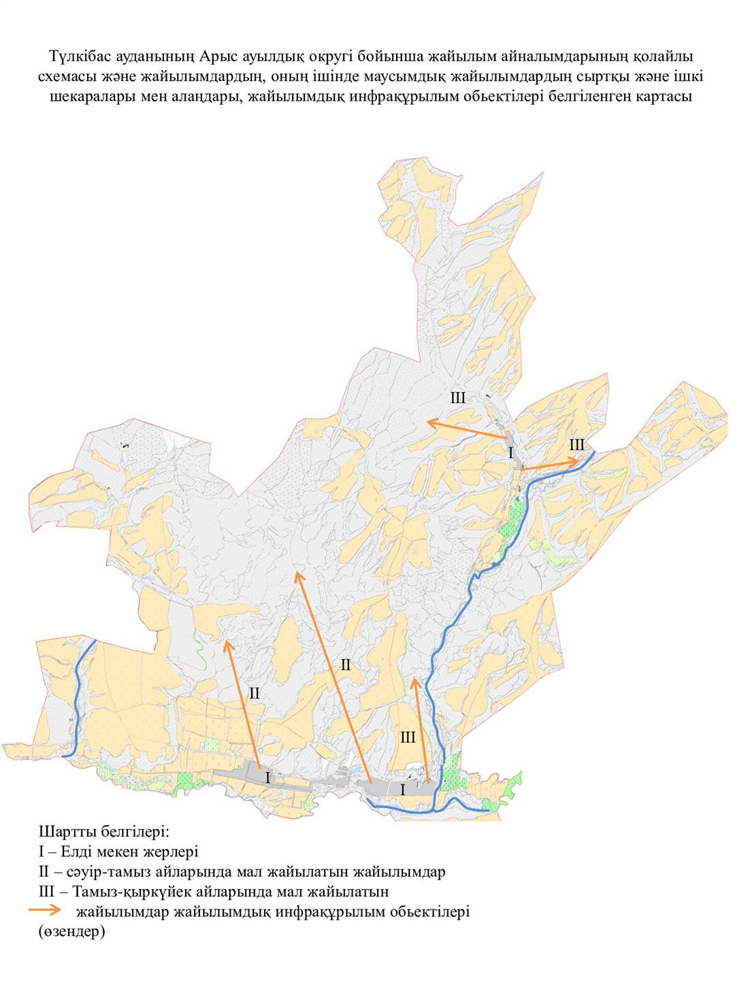 Түлкібас ауданының Арыс ауылдық округі бойынша жайылым айналымдарының қолайлы
схемасы және жайылымдардың, оның ішінде маусымдық жайылымдардың сыртқы және ішкі
шекаралары мен алаңдары, жайылымдық инфрақұрылым обьектілері белгіленген картасы
III
I
III
II
II
III
I
I
Шартты белгілері:
I – Елді мекен жерлері
II – сәуір-тамыз айларында мал жайылатын жайылымдар
III – Тамыз-қыркүйек айларында мал жайылатын
жайылымдар жайылымдық инфрақұрылым обьектілері
(өзендер)